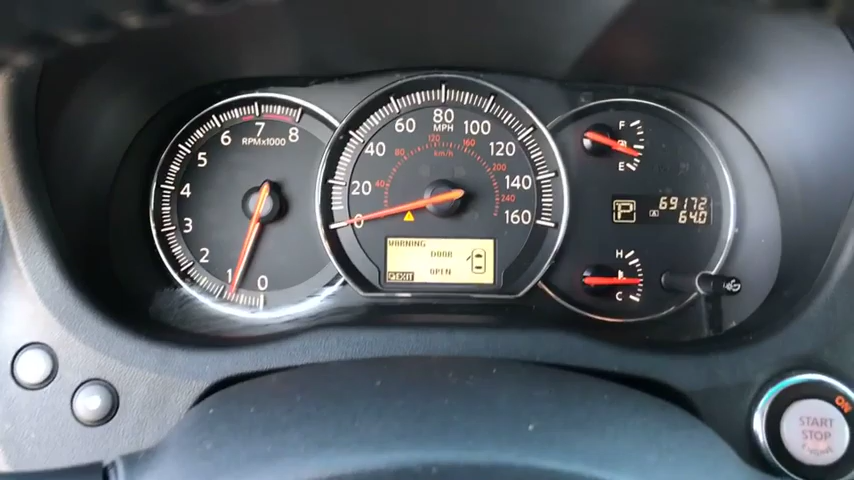 8
7
6
5
4
3
2
1
0
RPMx1000
0
20
40
60
80
100
120
140
160
MPH
40
80
120
160
200
240
km/h
WARNING
DOOR
OPEN
EXIT
F
E
P
A
69172
64.0
H
C
ON
START
STOP